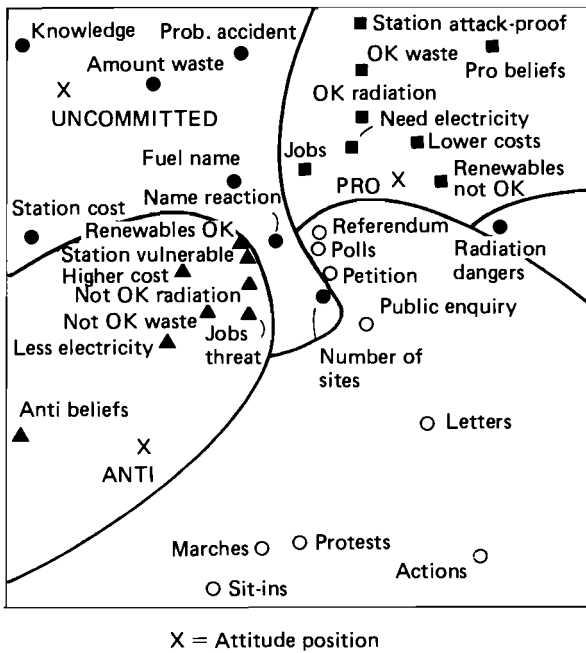 Knowledge
Prob. accident
Station attack-proof
OK waste
Amount waste
Pro beliefs
X
OK radiation
UNCOMMITTED
Need electricity
Jobs
Lower costs
Fuel name
Renewables
not OK
PRO X
Name reaction
Station cost
Renewables OK
Referendum
Station vulnerable
Polls
Radiation
dangers
Higher cost
Petition
Not OK radiation
Public enquiry
Not OK waste
Jobs
threat
Less electricity
Number of
sites
Anti beliefs
Letters
X
ANTI
Marches
Protests
Actions
Sit-ins
X = Attitude position